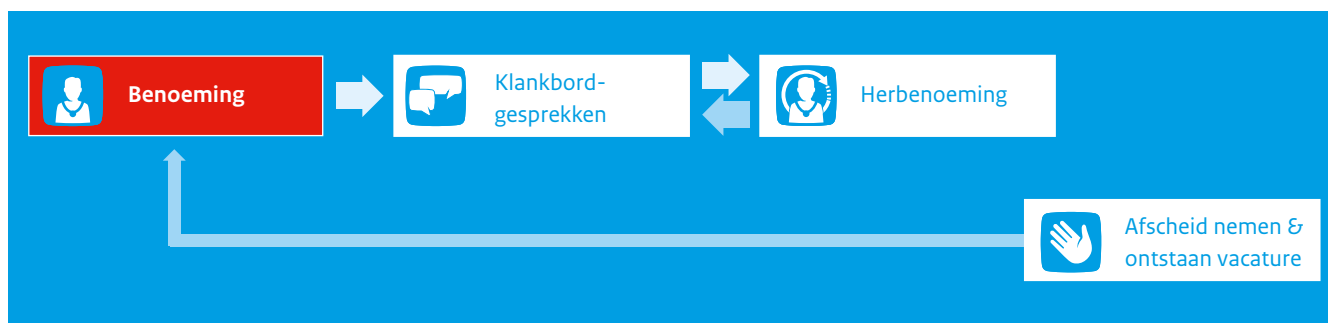 Benoeming
Klankbord-
gesprekken
Herbenoeming
Afscheid nemen &
ontstaan vacature